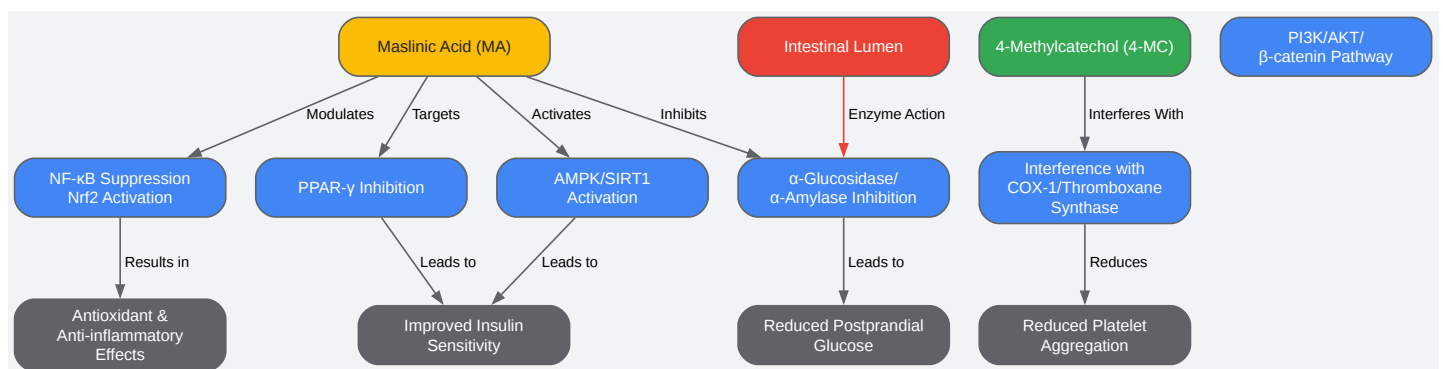 Maslinic Acid (MA)
Intestinal Lumen
4-Methylcatechol (4-MC)
PI3K/AKT/
β-catenin Pathway
Modulates
Targets
Activates
Inhibits
Enzyme Action
Interferes With
NF-κB Suppression
Nrf2 Activation
PPAR-γ Inhibition
AMPK/SIRT1
Activation
α-Glucosidase/
α-Amylase Inhibition
Interference with
COX-1/Thromboxane
Synthase
Results in
Leads to
Leads to
Leads to
Reduces
Antioxidant &
Anti-inflammatory
Effects
Improved Insulin
Sensitivity
Reduced Postprandial
Glucose
Reduced Platelet
Aggregation